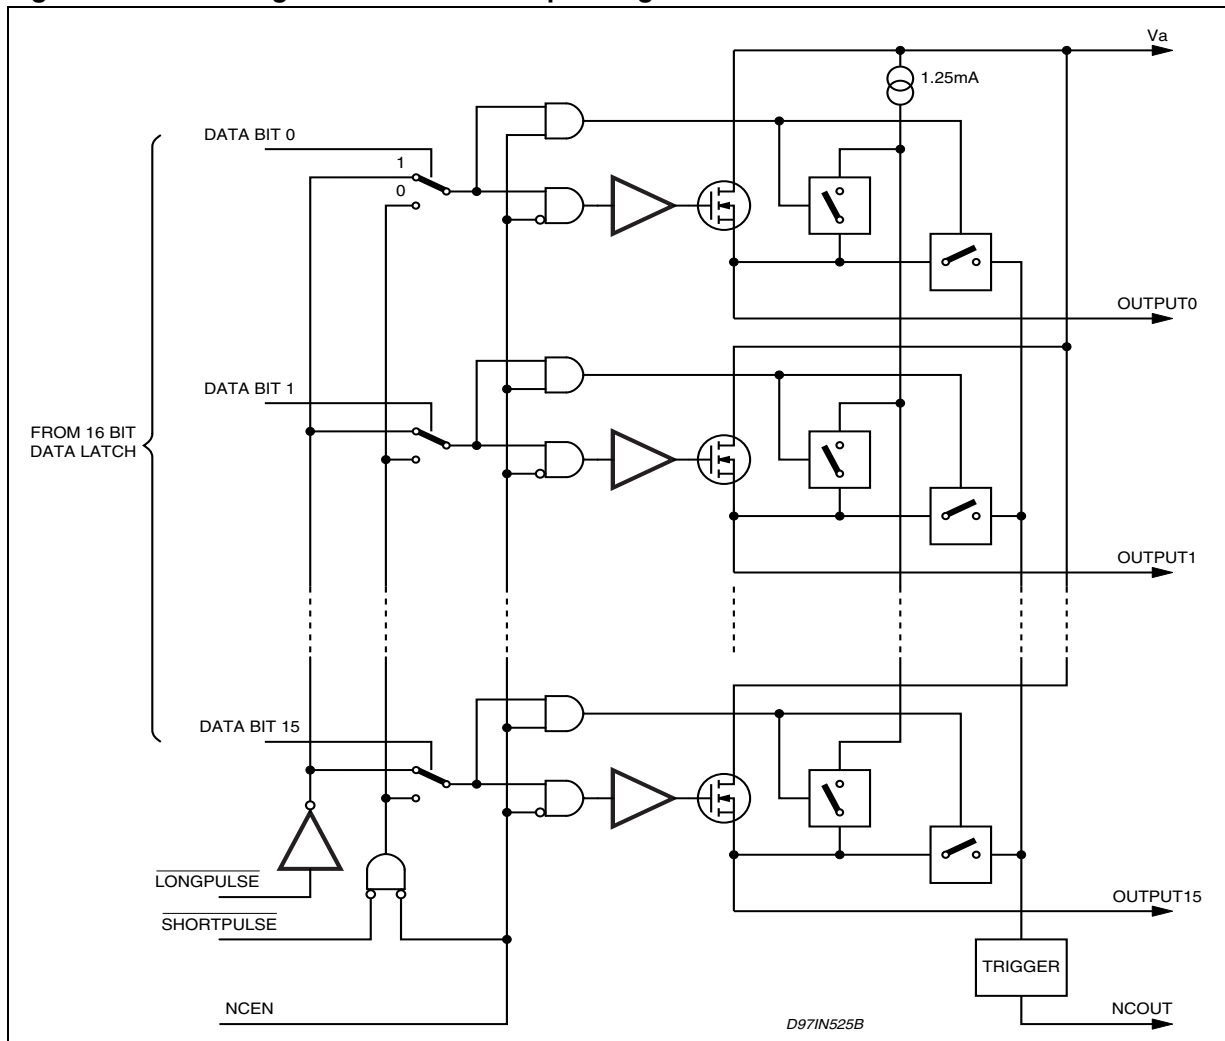 Va
1.25mA
DATA BIT 0
1
0
OUTPUT0
DATA BIT 1
FROM 16 BIT
DATA LATCH
OUTPUT1
DATA BIT 15
LONGPULSE
SHORTPULSE
OUTPUT15
TRIGGER
NCEN
NCOUT
D97IN525B